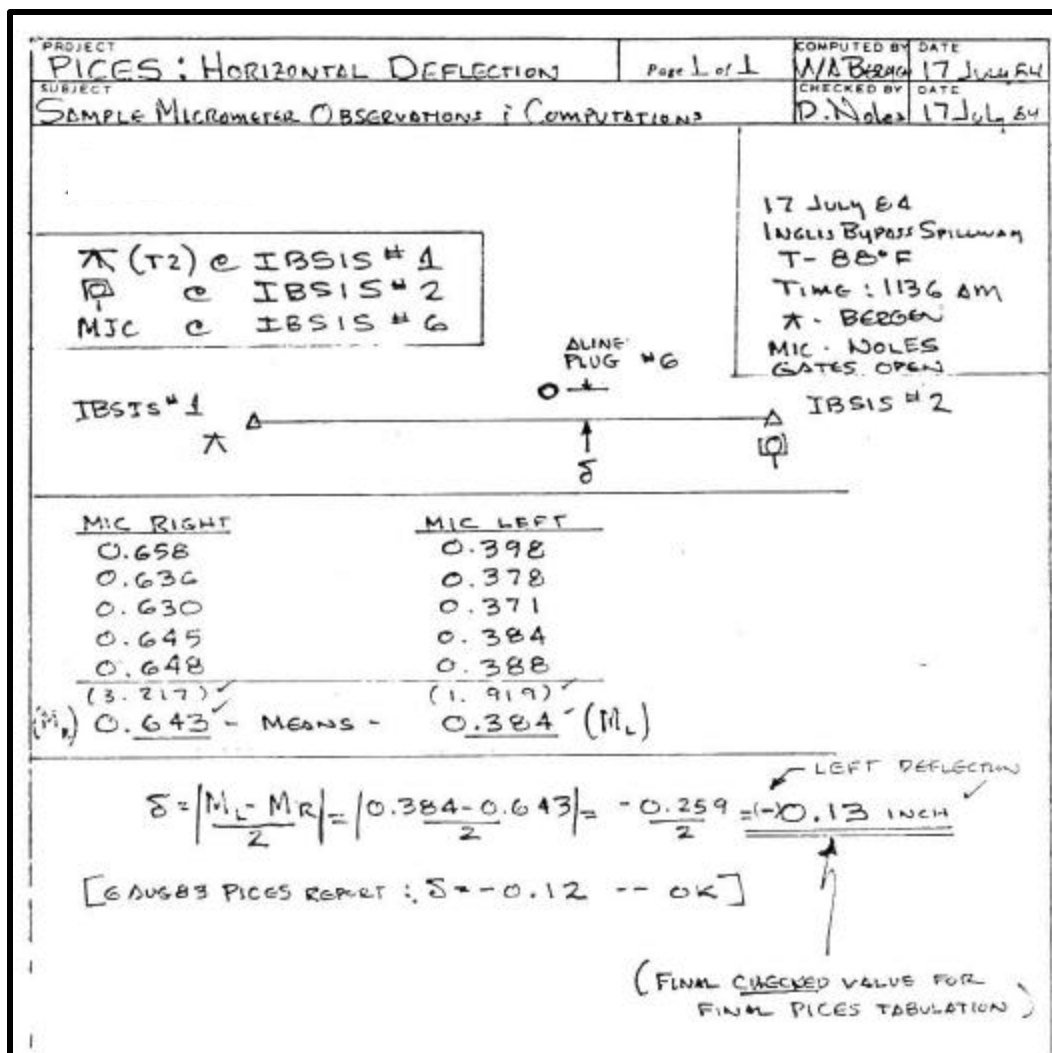 PROJECT
PICES : HORIZONTAL DEFLECTION
Page 1 of 1
COMPUTED BY
DATE
17 July 84
SUBJECT
SAMPLE MICROMETER OBSERVATIONS & COMPUTATIONS
CHECKED BY
D. Noles
DATE
17 July 84
17 July 84
INGLIS BYPASS SPILLWAY
T- 88°F
TIME : 1136 AM
BERGEN
MIC - NOLES
GATES OPEN
(T2) @ IBSIS # 1
@ IBSIS # 2
MIC @ IBSIS # 6
ALINE
PLUG #6
IBSIS # 1
IBSIS # 2
δ
MIC RIGHT MIC LEFT
0.658 0.398
0.636 0.378
0.630 0.371
0.645 0.384
0.648 0.388
(3.217) ✓ (1.919) ✓
(M_R) 0.643 ✓ - MEANS - 0.384 ✓ (M_L)
LEFT DEFLECTION ✓
δ = |M_L - M_R / 2| = |0.384 - 0.643 / 2| = -0.259 / 2 = (-)0.13 INCH
[6 AUG 83 PICES REPORT : δ = -0.12 -- OK]
(FINAL CHECKED VALUE FOR
FINAL PICES TABULATION)